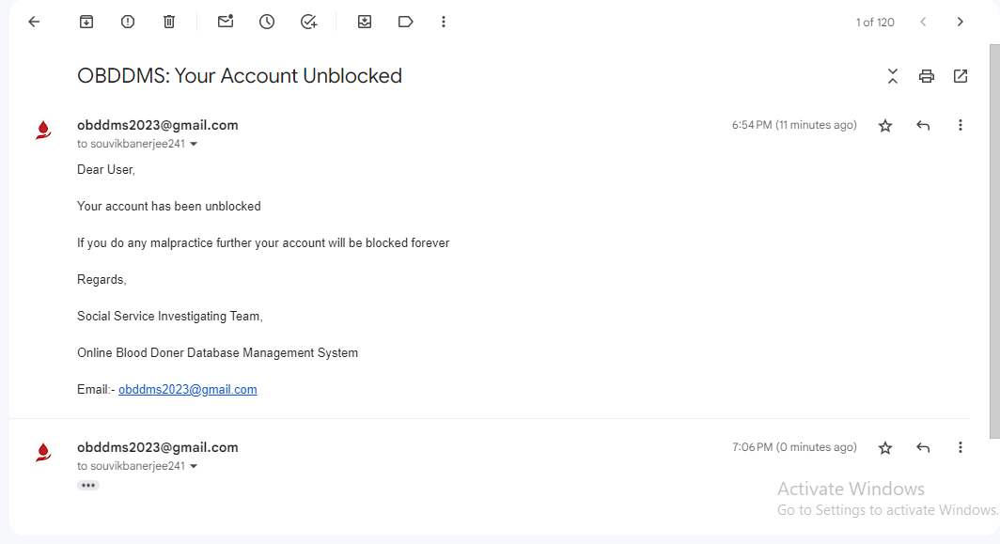 1 of 120
OBDDMS: Your Account Unblocked
obddms2023@gmail.com
6:54 PM (11 minutes ago)
to souvikbanerjee241
Dear User,
Your account has been unblocked
If you do any malpractice further your account will be blocked forever
Regards,
Social Service Investigating Team,
Online Blood Doner Database Management System
Email:- obddms2023@gmail.com
obddms2023@gmail.com
7:06 PM (0 minutes ago)
to souvikbanerjee241
Activate Windows
Go to Settings to activate Windows.